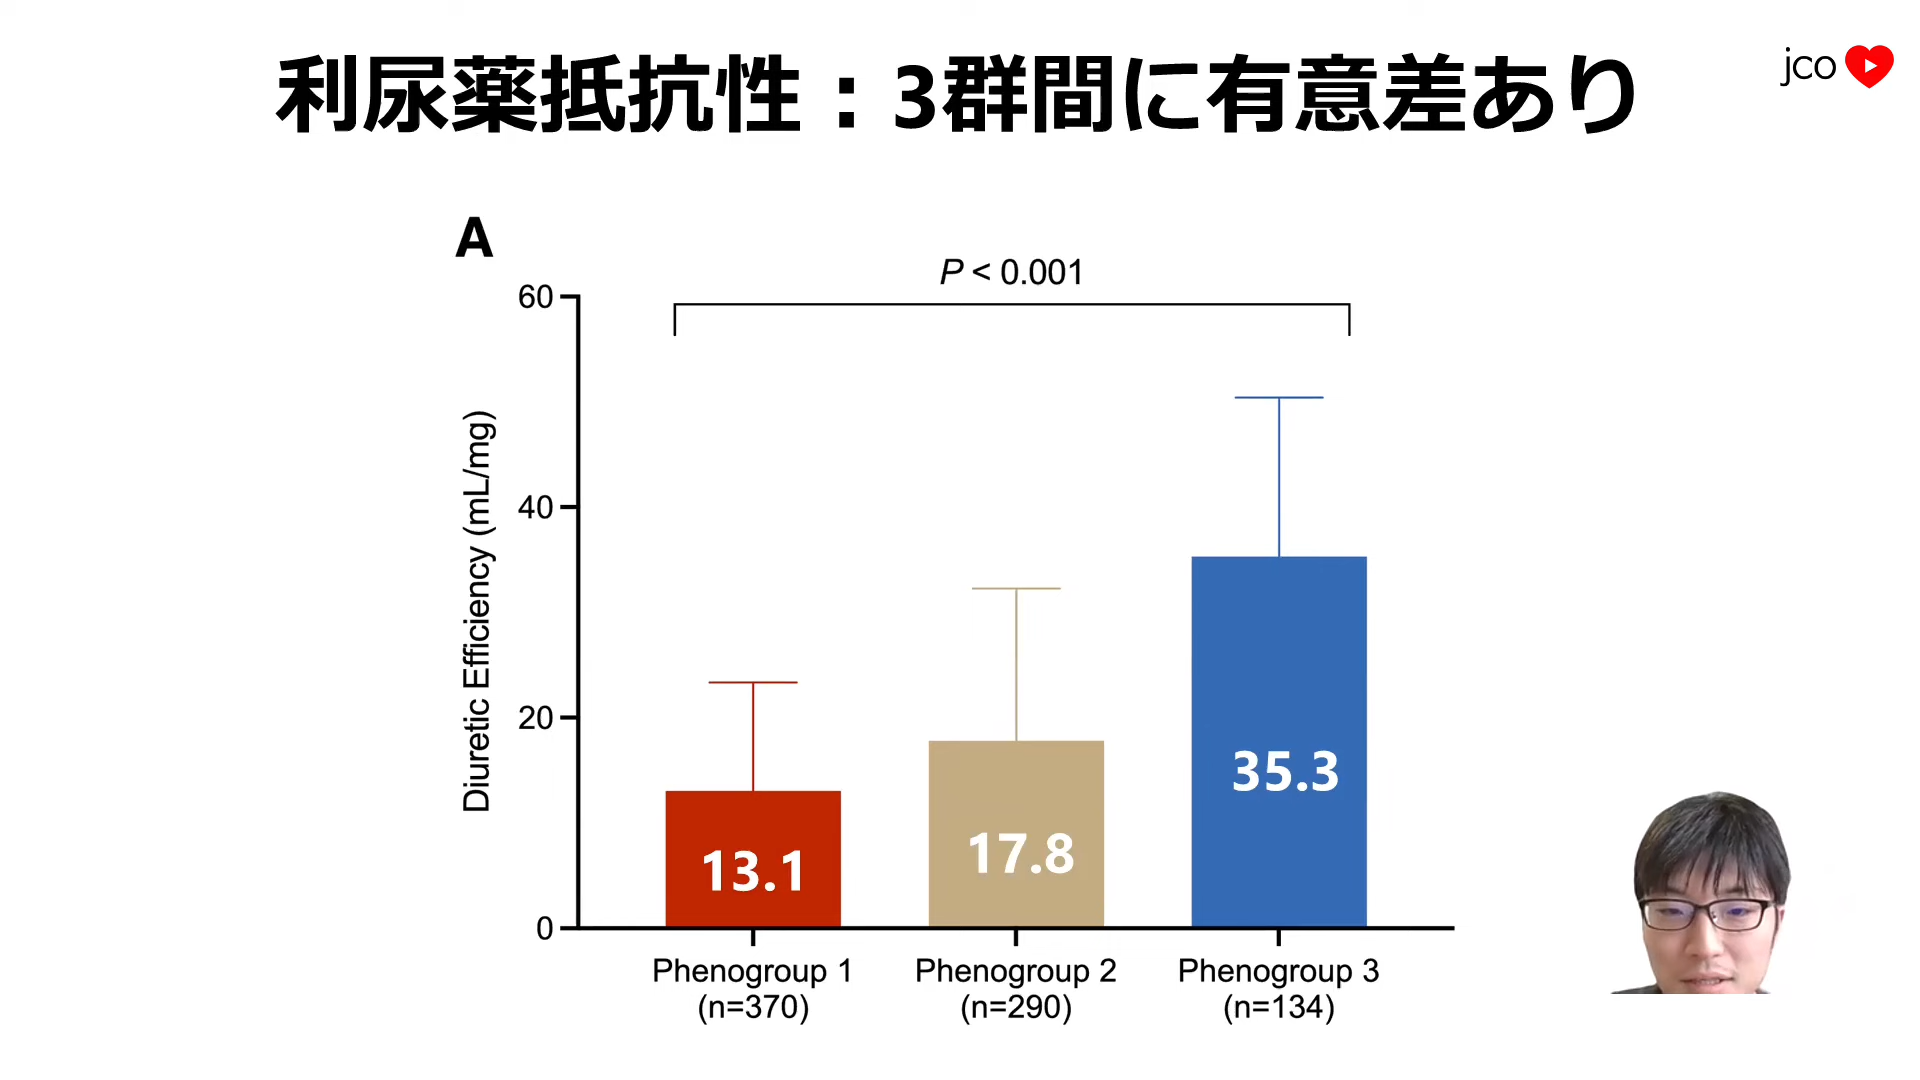 利尿薬抵抗性：3群間に有意差あり
jco
A
P < 0.001
Diuretic Efficiency (mL/mg)
60
40
20
0
13.1
17.8
35.3
Phenogroup 1
(n=370)
Phenogroup 2
(n=290)
Phenogroup 3
(n=134)